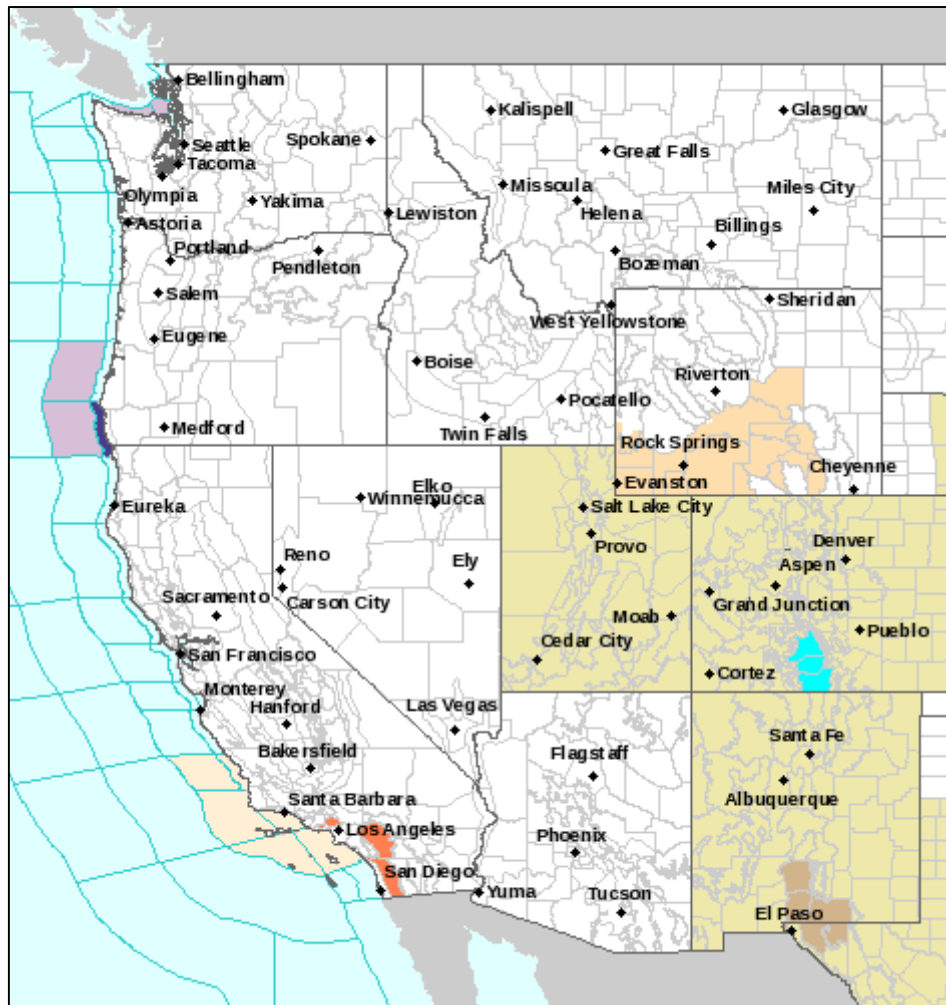 Bellingham
Kalispell
Glasgow
Seattle
Spokane
Great Falls
Tacoma
Olympia
Missoula
Miles City
Yakima
Lewiston
Helena
Astoria
Portland
Billings
Pendleton
Bozeman
Salem
Sheridan
West Yellowstone
Eugene
Boise
Riverton
Pocatello
Medford
Twin Falls
Rock Springs
Cheyenne
Evanston
Elko
Winnemucca
Eureka
Salt Lake City
Provo
Denver
Reno
Ely
Aspen
Sacramento
Carson City
Grand Junction
Moab
Pueblo
San Francisco
Cedar City
Cortez
Monterey
Hanford
Las Vegas
Bakersfield
Flagstaff
Santa Fe
Santa Barbara
Albuquerque
Los Angeles
Phoenix
San Diego
Yuma
Tucson
El Paso